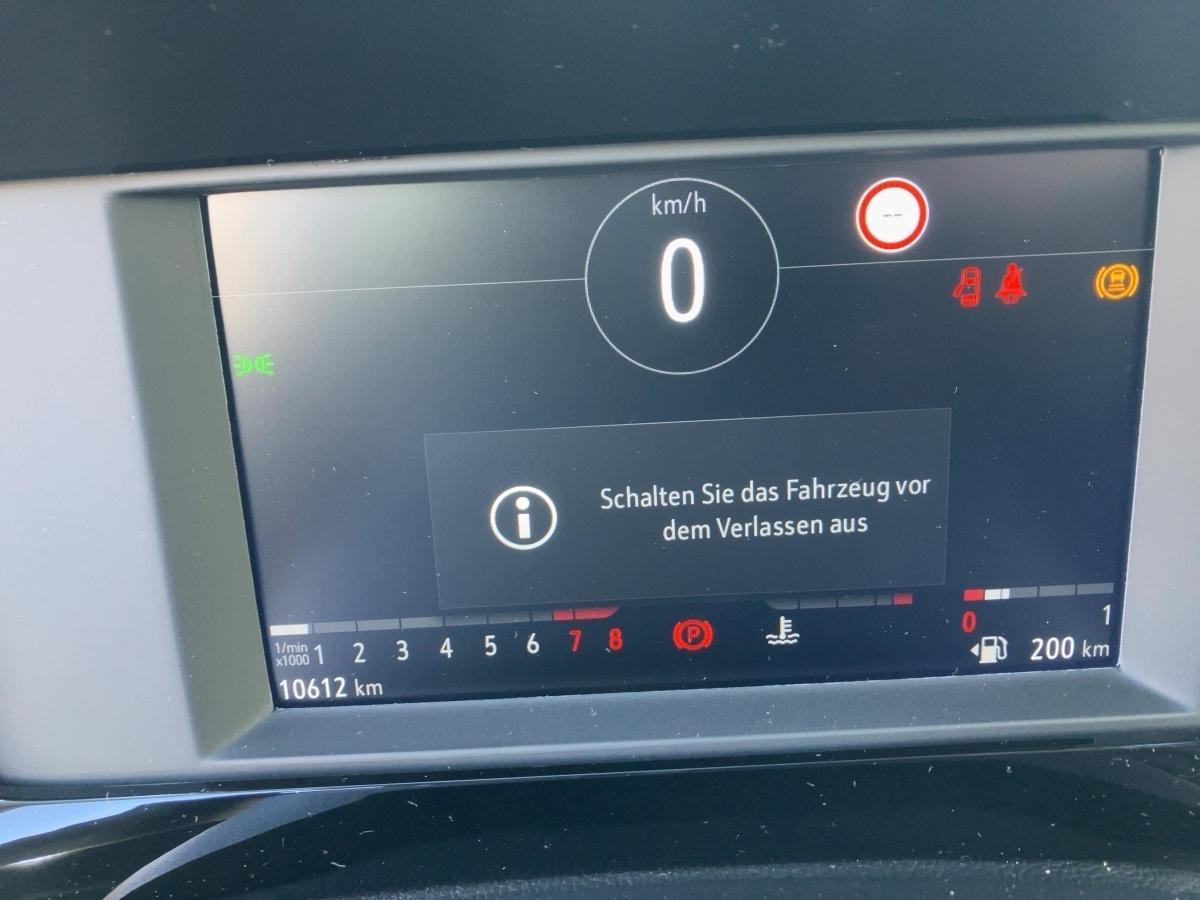 km/h
0
--
Schalten Sie das Fahrzeug vor
dem Verlassen aus
1/min
x1000 1 2 3 4 5 6 7 8
P
0 1
200 km
10612 km